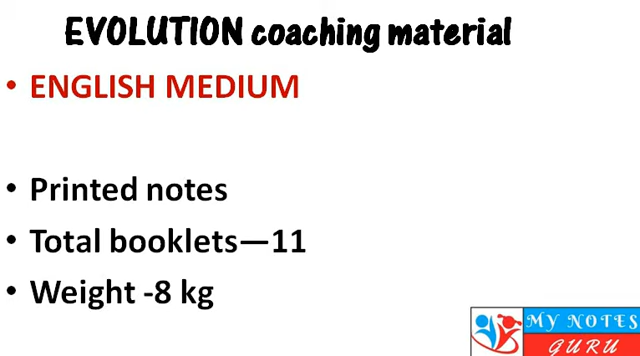 EVOLUTION coaching material
• ENGLISH MEDIUM
• Printed notes
• Total booklets—11
• Weight -8 kg
MY NOTES
GURU